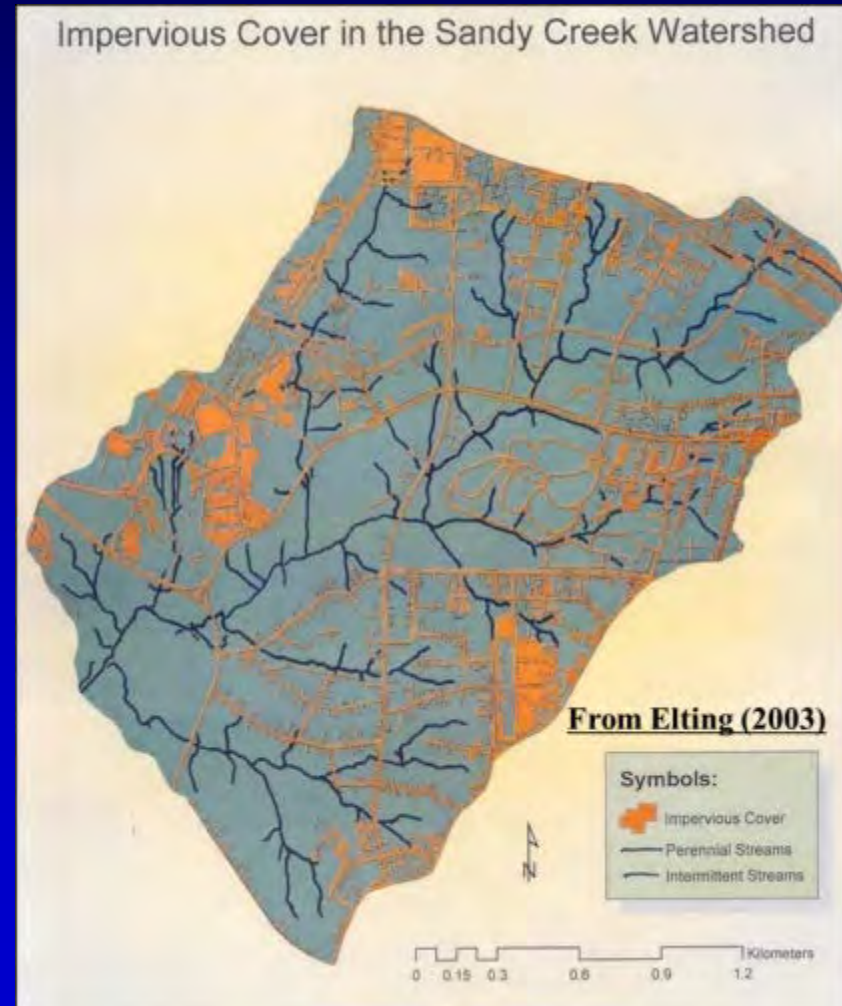 Impervious Cover in the Sandy Creek Watershed
From Elting (2003)
Symbols:
Impervious Cover
Perennial Streams
Intermittent Streams
N
Kilometers
0 0.15 0.3 0.6 0.9 1.2